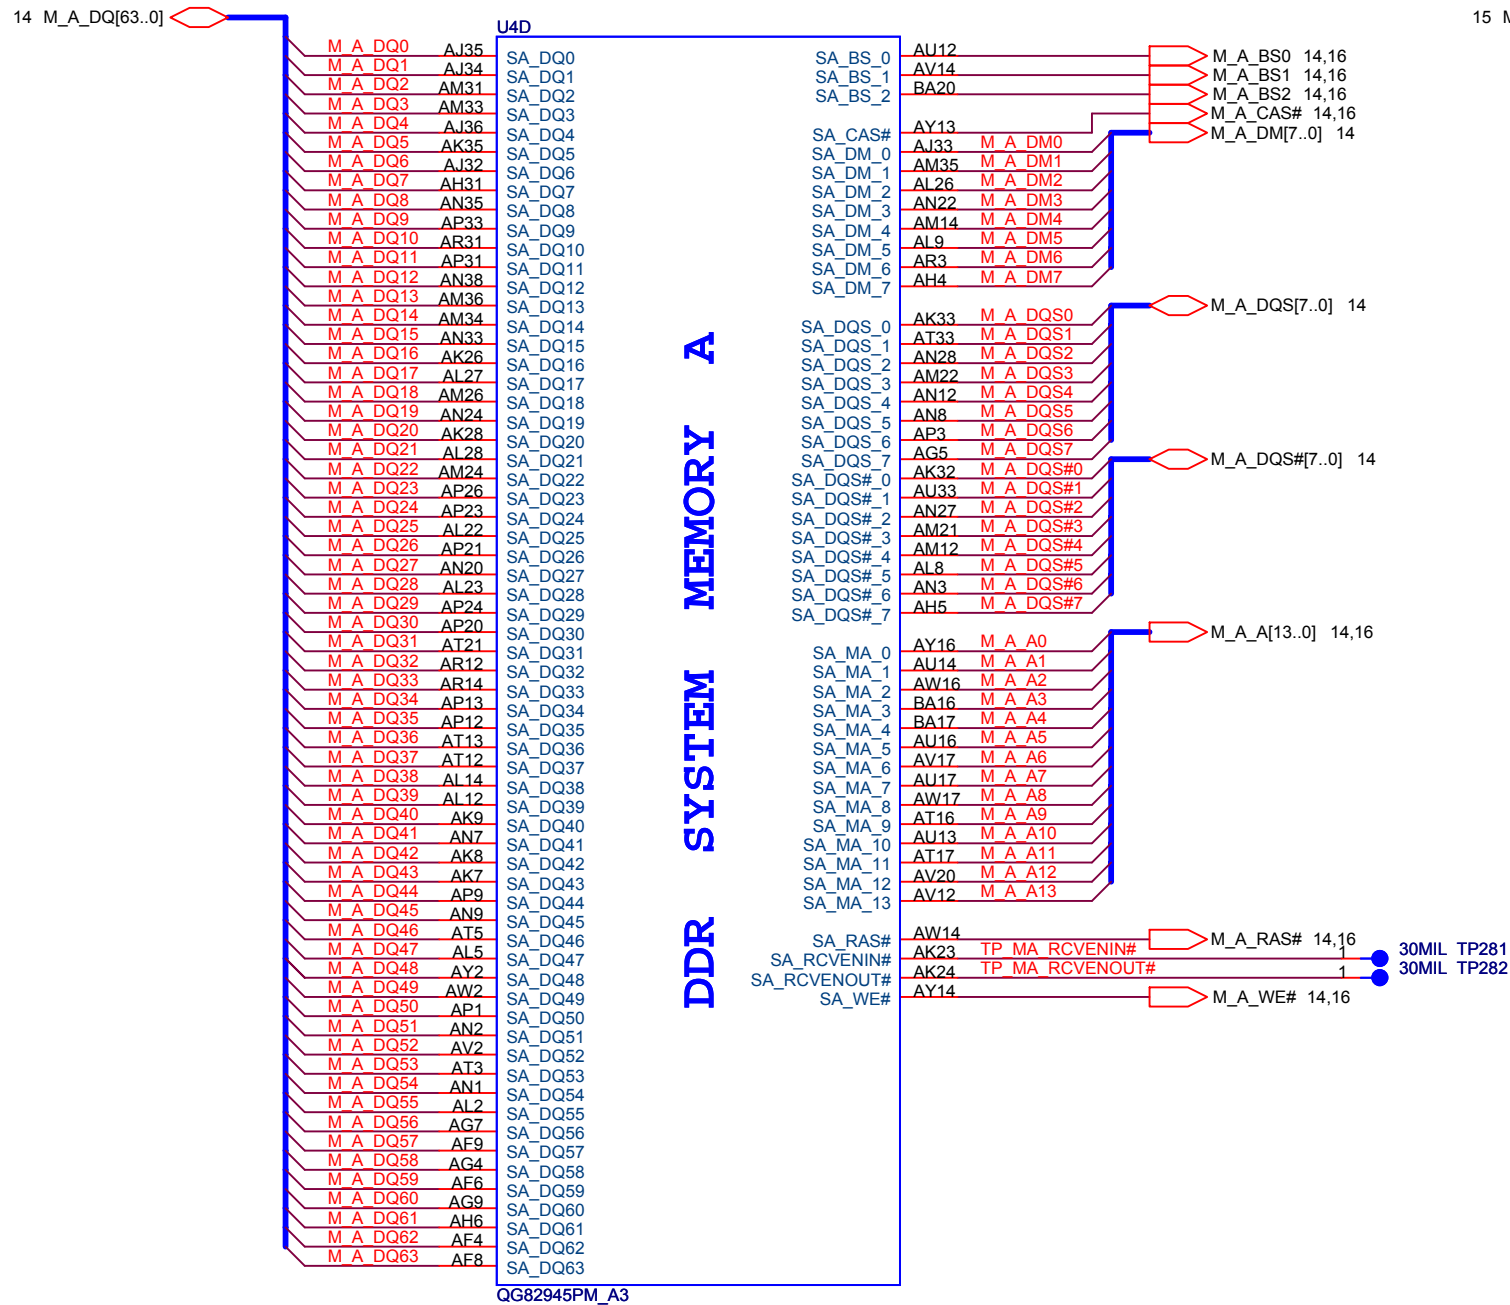 14 M_A_DQ[63..0]
15 M
U4D
M_A_DQ0 AJ35 SA_DQ0 SA_BS_0 AU12 M_A_BS0 14,16
M_A_DQ1 AJ34 SA_DQ1 SA_BS_1 AV14 M_A_BS1 14,16
M_A_DQ2 AM31 SA_DQ2 SA_BS_2 BA20 M_A_BS2 14,16
M_A_DQ3 AM33 SA_DQ3 M_A_CAS# 14,16
M_A_DQ4 AJ36 SA_DQ4 SA_CAS# AY13 M_A_DM[7..0] 14
M_A_DQ5 AK35 SA_DQ5 SA_DM_0 AJ33 M_A_DM0
M_A_DQ6 AJ32 SA_DQ6 SA_DM_1 AM35 M_A_DM1
M_A_DQ7 AH31 SA_DQ7 SA_DM_2 AL26 M_A_DM2
M_A_DQ8 AN35 SA_DQ8 SA_DM_3 AN22 M_A_DM3
M_A_DQ9 AP33 SA_DQ9 SA_DM_4 AM14 M_A_DM4
M_A_DQ10 AR31 SA_DQ10 SA_DM_5 AL9 M_A_DM5
M_A_DQ11 AP31 SA_DQ11 SA_DM_6 AR3 M_A_DM6
M_A_DQ12 AN38 SA_DQ12 SA_DM_7 AH4 M_A_DM7
M_A_DQ13 AM36 SA_DQ13 M_A_DQS[7..0] 14
M_A_DQ14 AM34 SA_DQ14 SA_DQS_0 AK33 M_A_DQS0
M_A_DQ15 AN33 SA_DQ15 SA_DQS_1 AT33 M_A_DQS1
M_A_DQ16 AK26 SA_DQ16 SA_DQS_2 AN28 M_A_DQS2
M_A_DQ17 AL27 SA_DQ17 SA_DQS_3 AM22 M_A_DQS3
M_A_DQ18 AM26 SA_DQ18 SA_DQS_4 AN12 M_A_DQS4
M_A_DQ19 AN24 SA_DQ19 SA_DQS_5 AN8 M_A_DQS5
M_A_DQ20 AK28 SA_DQ20 SA_DQS_6 AP3 M_A_DQS6
M_A_DQ21 AL28 SA_DQ21 SA_DQS_7 AG5 M_A_DQS7 M_A_DQS#[7..0] 14
M_A_DQ22 AM24 SA_DQ22 SA_DQS#_0 AK32 M_A_DQS#0
M_A_DQ23 AP26 SA_DQ23 SA_DQS#_1 AU33 M_A_DQS#1
M_A_DQ24 AP23 SA_DQ24 SA_DQS#_2 AN27 M_A_DQS#2
M_A_DQ25 AL22 SA_DQ25 SA_DQS#_3 AM21 M_A_DQS#3
M_A_DQ26 AP21 SA_DQ26 SA_DQS#_4 AM12 M_A_DQS#4
M_A_DQ27 AN20 SA_DQ27 SA_DQS#_5 AL8 M_A_DQS#5
M_A_DQ28 AL23 SA_DQ28 SA_DQS#_6 AN3 M_A_DQS#6
M_A_DQ29 AP24 SA_DQ29 SA_DQS#_7 AH5 M_A_DQS#7
M_A_DQ30 AP20 SA_DQ30 M_A_A[13..0] 14,16
M_A_DQ31 AT21 SA_DQ31 SA_MA_0 AY16 M_A_A0
M_A_DQ32 AR12 SA_DQ32 SA_MA_1 AU14 M_A_A1
M_A_DQ33 AR14 SA_DQ33 SA_MA_2 AW16 M_A_A2
M_A_DQ34 AP13 SA_DQ34 SA_MA_3 BA16 M_A_A3
M_A_DQ35 AP12 SA_DQ35 SA_MA_4 BA17 M_A_A4
M_A_DQ36 AT13 SA_DQ36 SA_MA_5 AU16 M_A_A5
M_A_DQ37 AT12 SA_DQ37 SA_MA_6 AV17 M_A_A6
M_A_DQ38 AL14 SA_DQ38 SA_MA_7 AU17 M_A_A7
M_A_DQ39 AL12 SA_DQ39 SA_MA_8 AW17 M_A_A8
M_A_DQ40 AK9 SA_DQ40 SA_MA_9 AT16 M_A_A9
M_A_DQ41 AN7 SA_DQ41 SA_MA_10 AU13 M_A_A10
M_A_DQ42 AK8 SA_DQ42 SA_MA_11 AT17 M_A_A11
M_A_DQ43 AK7 SA_DQ43 SA_MA_12 AV20 M_A_A12
M_A_DQ44 AP9 SA_DQ44 SA_MA_13 AV12 M_A_A13
M_A_DQ45 AN9 SA_DQ45
M_A_DQ46 AT5 SA_DQ46 SA_RAS# AW14 M_A_RAS# 14,16
M_A_DQ47 AL5 SA_DQ47 SA_RCVENIN# AK23 TP_MA_RCVENIN# 1 30MIL TP281
M_A_DQ48 AY2 SA_DQ48 SA_RCVENOUT# AK24 TP_MA_RCVENOUT# 1 30MIL TP282
M_A_DQ49 AW2 SA_DQ49 SA_WE# AY14 M_A_WE# 14,16
M_A_DQ50 AP1 SA_DQ50
M_A_DQ51 AN2 SA_DQ51
M_A_DQ52 AV2 SA_DQ52
M_A_DQ53 AT3 SA_DQ53
M_A_DQ54 AN1 SA_DQ54
M_A_DQ55 AL2 SA_DQ55
M_A_DQ56 AG7 SA_DQ56
M_A_DQ57 AF9 SA_DQ57
M_A_DQ58 AG4 SA_DQ58
M_A_DQ59 AF6 SA_DQ59
M_A_DQ60 AG9 SA_DQ60
M_A_DQ61 AH6 SA_DQ61
M_A_DQ62 AF4 SA_DQ62
M_A_DQ63 AF8 SA_DQ63
DDR SYSTEM MEMORY A
QG82945PM_A3